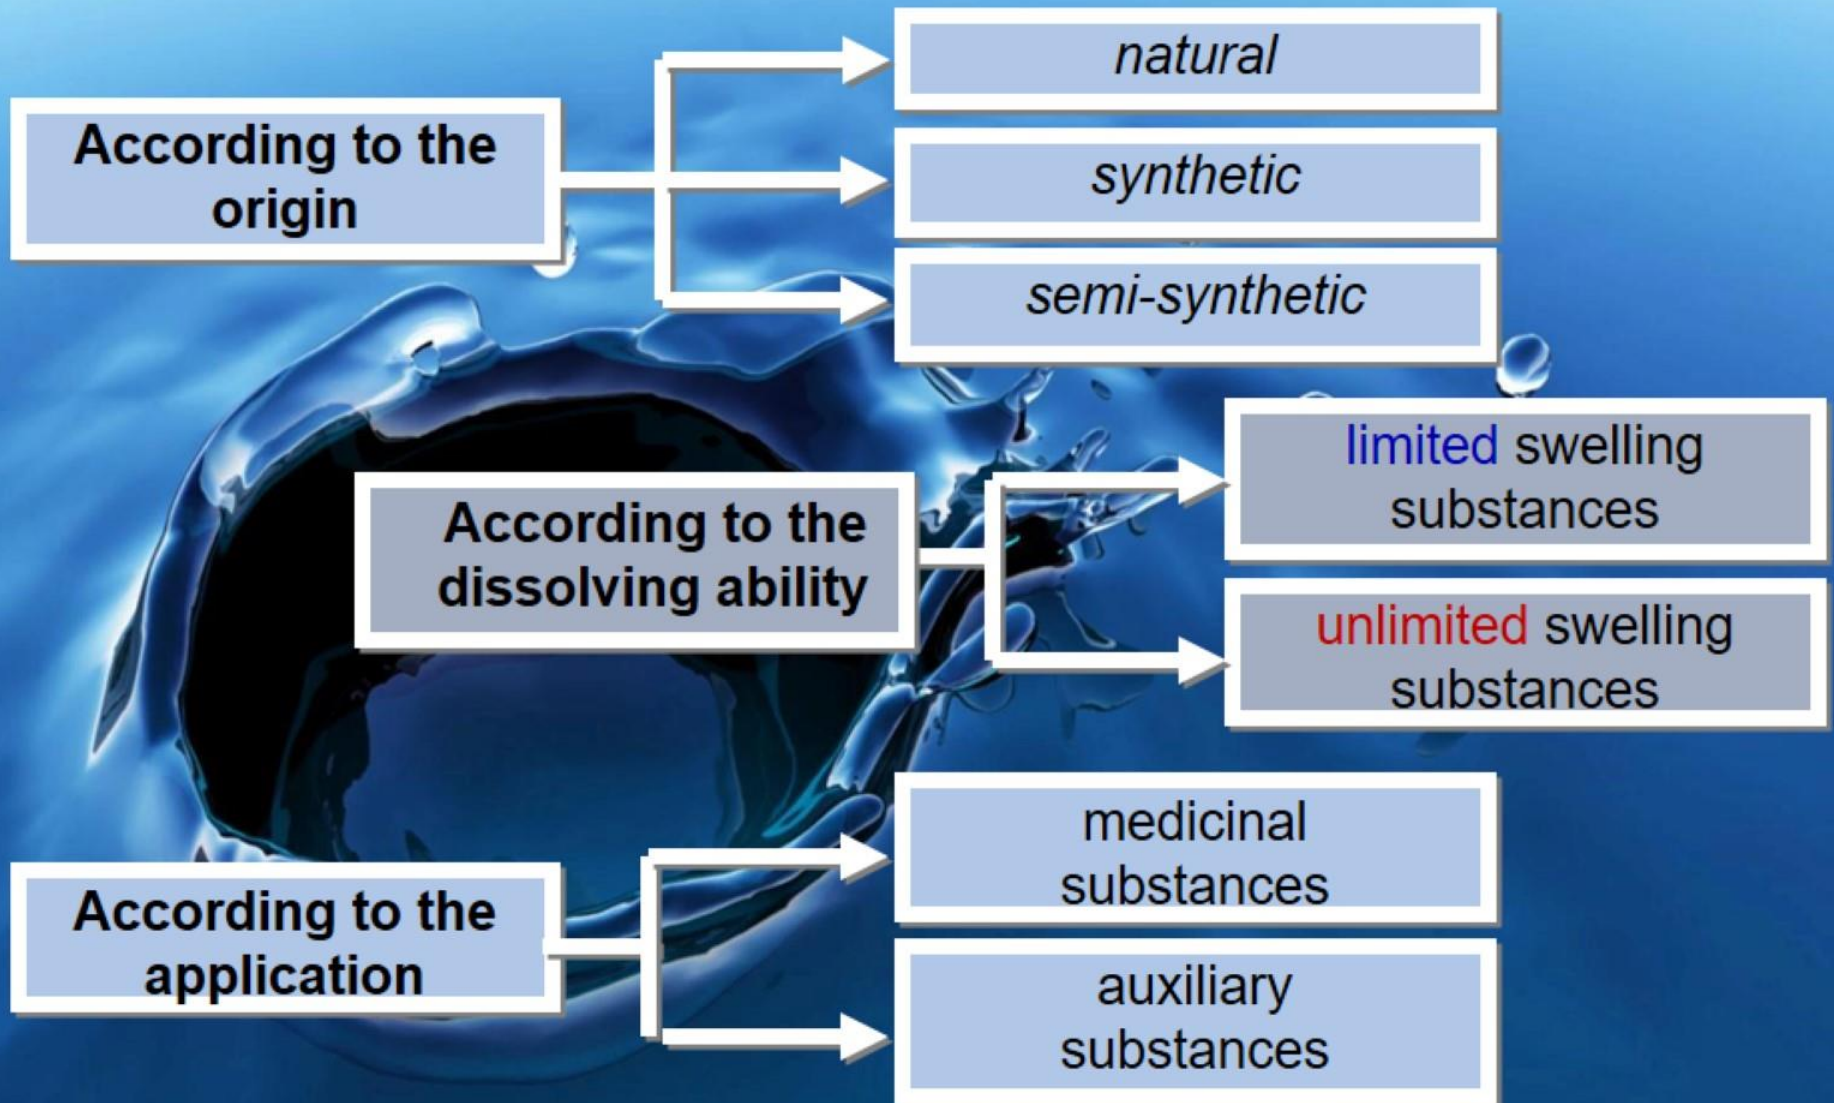 According to the
origin
natural
synthetic
semi-synthetic
According to the
dissolving ability
limited swelling
substances
unlimited swelling
substances
According to the
application
medicinal
substances
auxiliary
substances